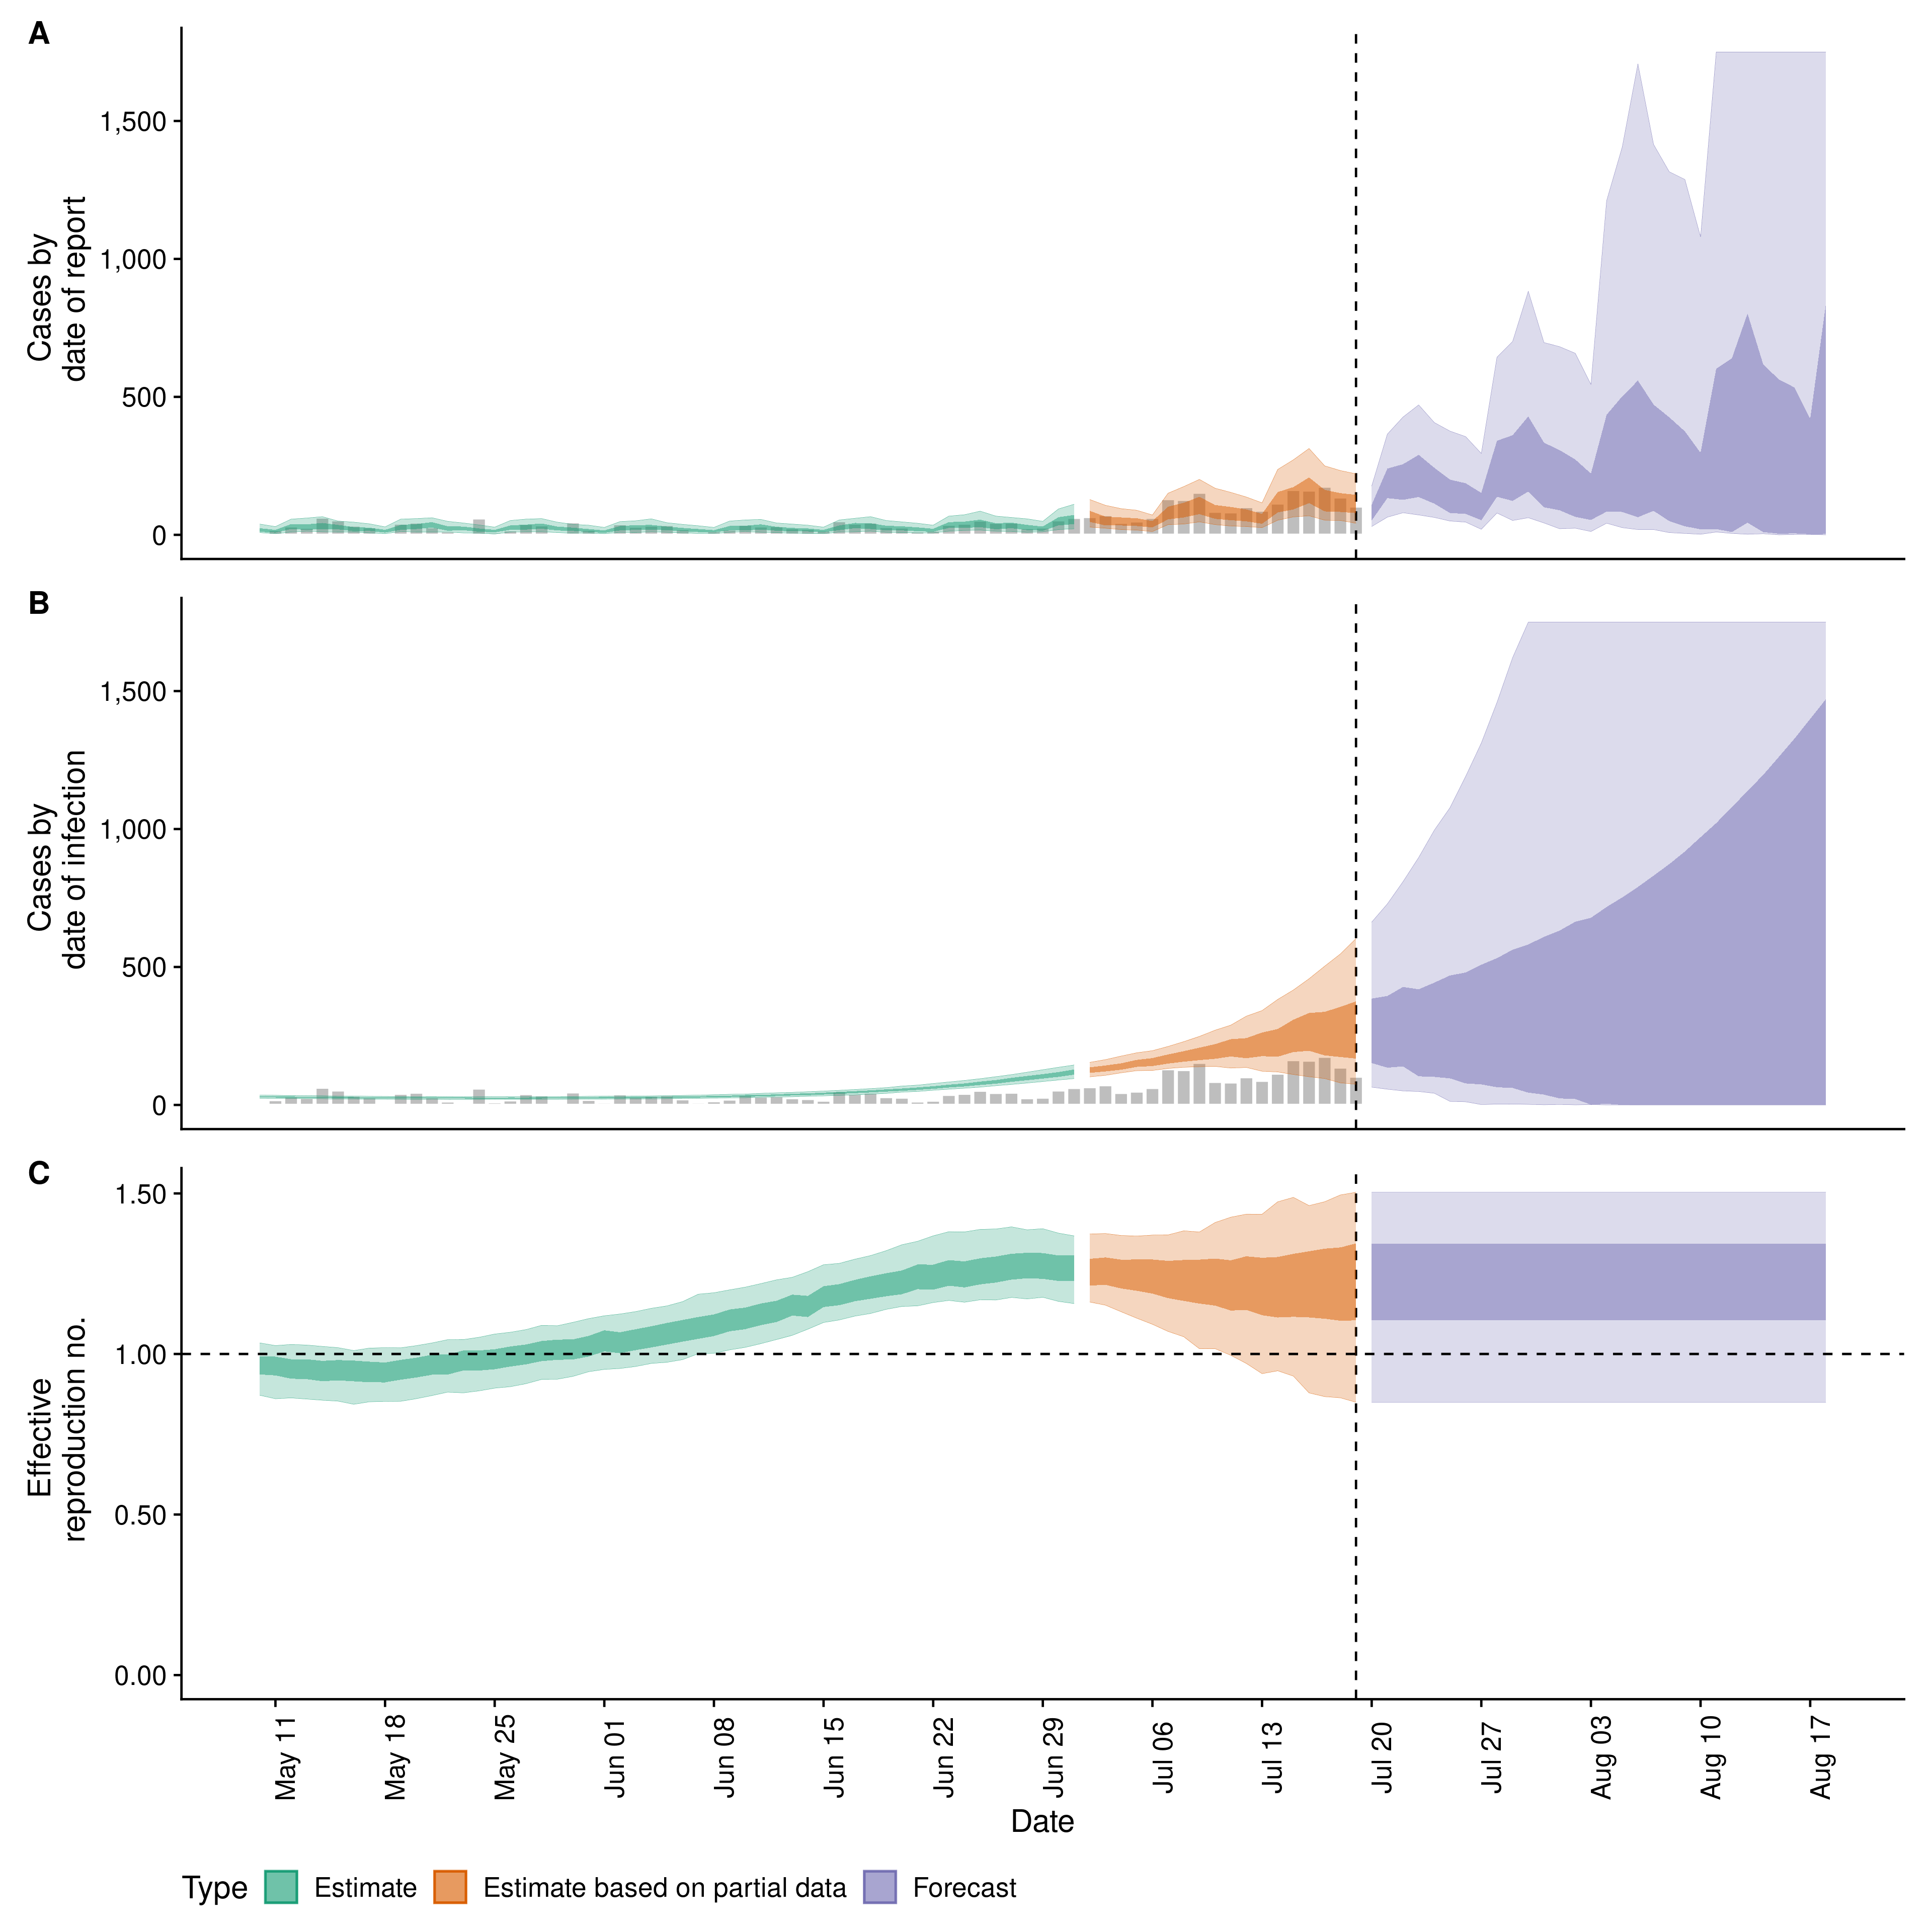 A
Cases by
date of report
1,500
1,000
500
0
B
Cases by
date of infection
1,500
1,000
500
0
C
Effective
reproduction no.
1.50
1.00
0.50
0.00
May 11
May 18
May 25
Jun 01
Jun 08
Jun 15
Jun 22
Jun 29
Jul 06
Jul 13
Jul 20
Jul 27
Aug 03
Aug 10
Aug 17
Date
Type Estimate Estimate based on partial data Forecast